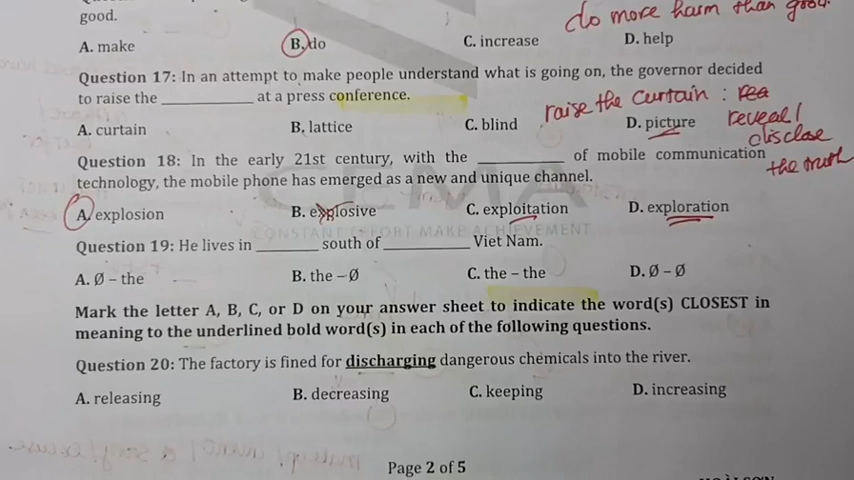 good.
do more harm than good.
A. make B. do C. increase D. help
Question 17: In an attempt to make people understand what is going on, the governor decided
to raise the __________ at a press conference.
raise the curtain : rea
A. curtain B. lattice C. blind D. picture
reveal /
disclose
the truth
Question 18: In the early 21st century, with the __________ of mobile communication
technology, the mobile phone has emerged as a new and unique channel.
A. explosion B. explosive C. exploitation D. exploration
CONSTANT EFFORT MAKE ACHIEVEMENT
Question 19: He lives in _______ south of __________ Viet Nam.
A. Ø – the B. the – Ø C. the – the D. Ø – Ø
Mark the letter A, B, C, or D on your answer sheet to indicate the word(s) CLOSEST in
meaning to the underlined bold word(s) in each of the following questions.
Question 20: The factory is fined for discharging dangerous chemicals into the river.
A. releasing B. decreasing C. keeping D. increasing
Page 2 of 5